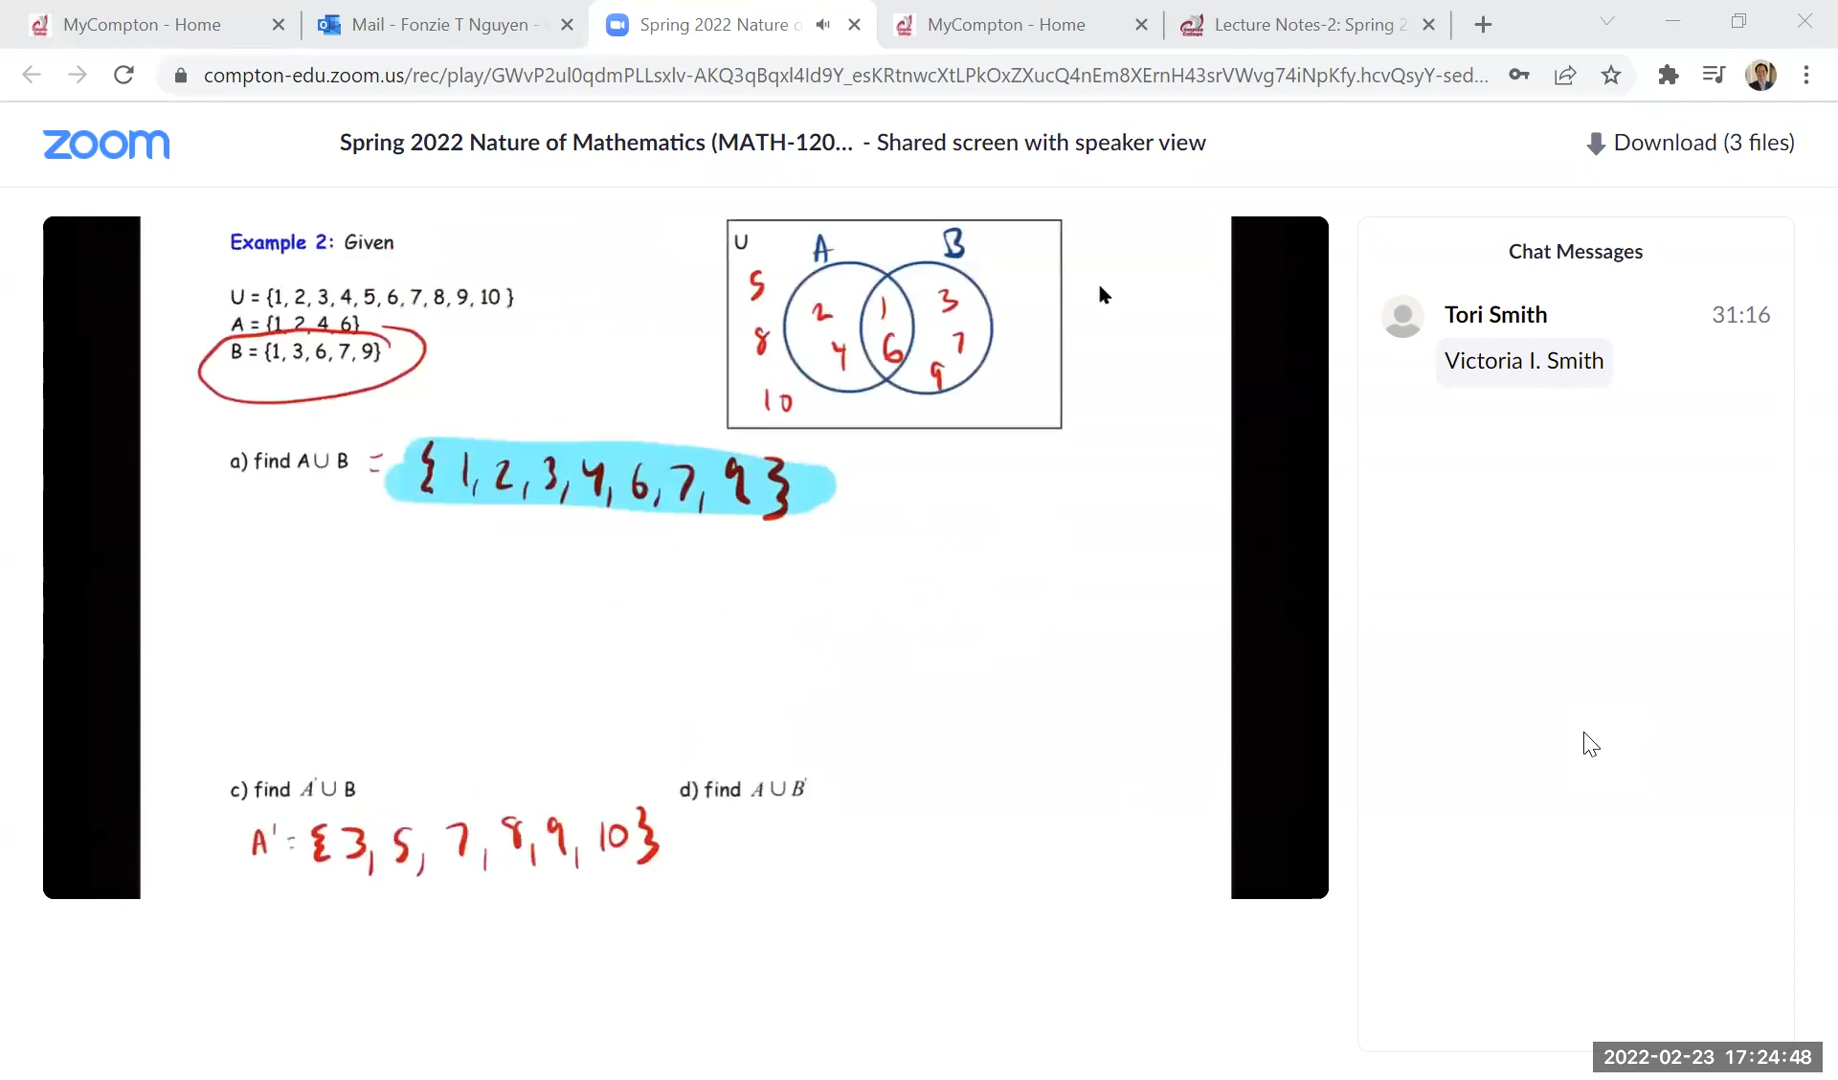 MyCompton - Home
Mail - Fonzie T Nguyen -
Spring 2022 Nature o
MyCompton - Home
Lecture Notes-2: Spring 2
compton-edu.zoom.us/rec/play/GWvP2ul0qdmPLLsxlv-AKQ3qBqxl4Id9Y_esKRtnwcXtLPkOxZXucQ4nEm8XErnH43srVWvg74iNpKfy.hcvQsyY-sed...
zoom
Spring 2022 Nature of Mathematics (MATH-120... - Shared screen with speaker view
Download (3 files)
Example 2: Given
U = {1, 2, 3, 4, 5, 6, 7, 8, 9, 10 }
A = {1, 2, 4, 6}
B = {1, 3, 6, 7, 9}
U
A
B
5
2
1
3
8
4
6
7
9
10
a) find A∪B = { 1, 2, 3, 4, 6, 7, 9 }
c) find A'∪B
A' = { 3, 5, 7, 8, 9, 10 }
d) find A∪B'
Chat Messages
Tori Smith 31:16
Victoria I. Smith
2022-02-23 17:24:48